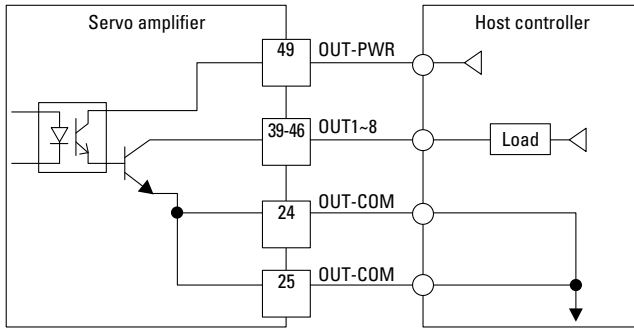 Servo amplifier
Host controller
49
OUT-PWR
39-46
OUT1~8
Load
24
OUT-COM
25
OUT-COM